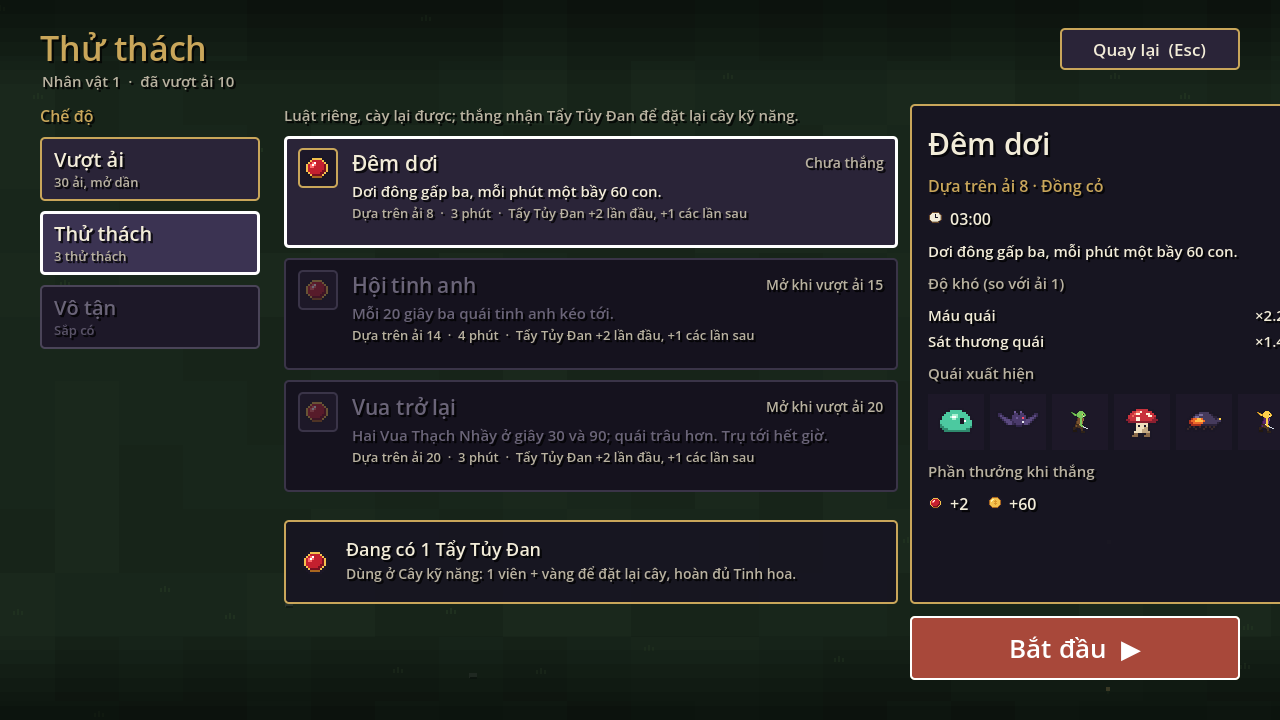 Thử thách
Nhân vật 1 · đã vượt ải 10
Quay lại (Esc)
Chế độ
Vượt ải
30 ải, mở dần
Thử thách
3 thử thách
Vô tận
Sắp có
Luật riêng, cày lại được; thắng nhận Tẩy Tủy Đan để đặt lại cây kỹ năng.
Đêm dơi
Chưa thắng
Dơi đông gấp ba, mỗi phút một bầy 60 con.
Dựa trên ải 8 · 3 phút · Tẩy Tủy Đan +2 lần đầu, +1 các lần sau
Hội tinh anh
Mở khi vượt ải 15
Mỗi 20 giây ba quái tinh anh kéo tới.
Dựa trên ải 14 · 4 phút · Tẩy Tủy Đan +2 lần đầu, +1 các lần sau
Vua trở lại
Mở khi vượt ải 20
Hai Vua Thạch Nhầy ở giây 30 và 90; quái trâu hơn. Trụ tới hết giờ.
Dựa trên ải 20 · 3 phút · Tẩy Tủy Đan +2 lần đầu, +1 các lần sau
Đang có 1 Tẩy Tủy Đan
Dùng ở Cây kỹ năng: 1 viên + vàng để đặt lại cây, hoàn đủ Tinh hoa.
Đêm dơi
Dựa trên ải 8 · Đồng cỏ
03:00
Dơi đông gấp ba, mỗi phút một bầy 60 con.
Độ khó (so với ải 1)
Máu quái ×2.2
Sát thương quái ×1.4
Quái xuất hiện
Phần thưởng khi thắng
+2 +60
Bắt đầu ▶